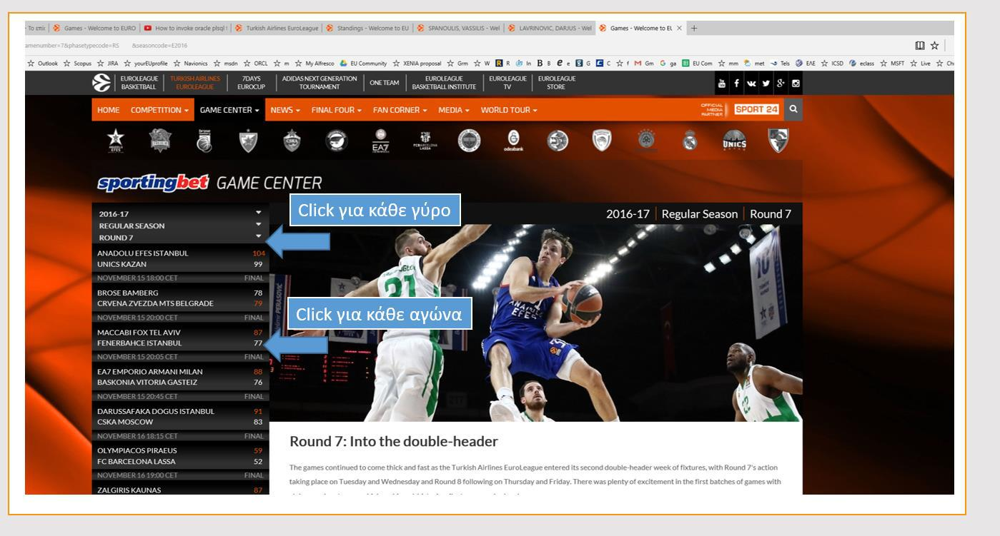 To επί
Games - Welcome to EURO
How to invoke oracle plsql
Turkish Airlines EuroLeague
Standings - Welcome to EU
SPANOULIS, VASSILIS - Wel
LAVRINOVIC, DARJUS - Wel
Games - Welcome to EL
amenumber=7&phasetypecode=RS &seasoncode=E2016
Outlook Scopus JIRA yourEUprofile Navionics msdn ORCL m My Alfresco EU Community XENIA proposal Grm W R In B e G C f Gm ga EU Com mm met Tels ΕΛΕ ICSD eclass MSFT Live
EUROLEAGUE BASKETBALL
TURKISH AIRLINES EUROLEAGUE
7DAYS EUROCUP
ADIDAS NEXT GENERATION TOURNAMENT
ONE TEAM
EUROLEAGUE BASKETBALL INSTITUTE
EUROLEAGUE TV
EUROLEAGUE STORE
HOME COMPETITION GAME CENTER NEWS FINAL FOUR FAN CORNER MEDIA WORLD TOUR
OFFICIAL MEDIA PARTNER
SPORT 24
ANADOLU EFES
brose
CSKA
EA7
FCBARCELONA LASSA
odeabank
UNICS
sportingbet GAME CENTER
Click για κάθε γύρο
2016-17
REGULAR SEASON
ROUND 7
2016-17 Regular Season Round 7
ANADOLU EFES ISTANBUL 104
UNICS KAZAN 99
NOVEMBER 15 18:00 CET FINAL
BROSE BAMBERG 78
CRVENA ZVEZDA MTS BELGRADE 79
NOVEMBER 15 20:00 CET FINAL
Click για κάθε αγώνα
MACCABI FOX TEL AVIV 87
FENERBAHCE ISTANBUL 77
NOVEMBER 15 20:05 CET FINAL
EA7 EMPORIO ARMANI MILAN 88
BASKONIA VITORIA GASTEIZ 76
NOVEMBER 15 20:45 CET FINAL
DARUSSAFAKA DOGUS ISTANBUL 91
CSKA MOSCOW 83
NOVEMBER 16 18:15 CET FINAL
OLYMPIACOS PIRAEUS 59
FC BARCELONA LASSA 52
NOVEMBER 16 19:00 CET FINAL
ZALGIRIS KAUNAS 87
21
ANADOLU EFES
Round 7: Into the double-header
The games continued to come thick and fast as the Turkish Airlines EuroLeague entered its second double-header week of fixtures, with Round 7's action
taking place on Tuesday and Wednesday and Round 8 following on Thursday and Friday. There was plenty of excitement in the first batches of games with